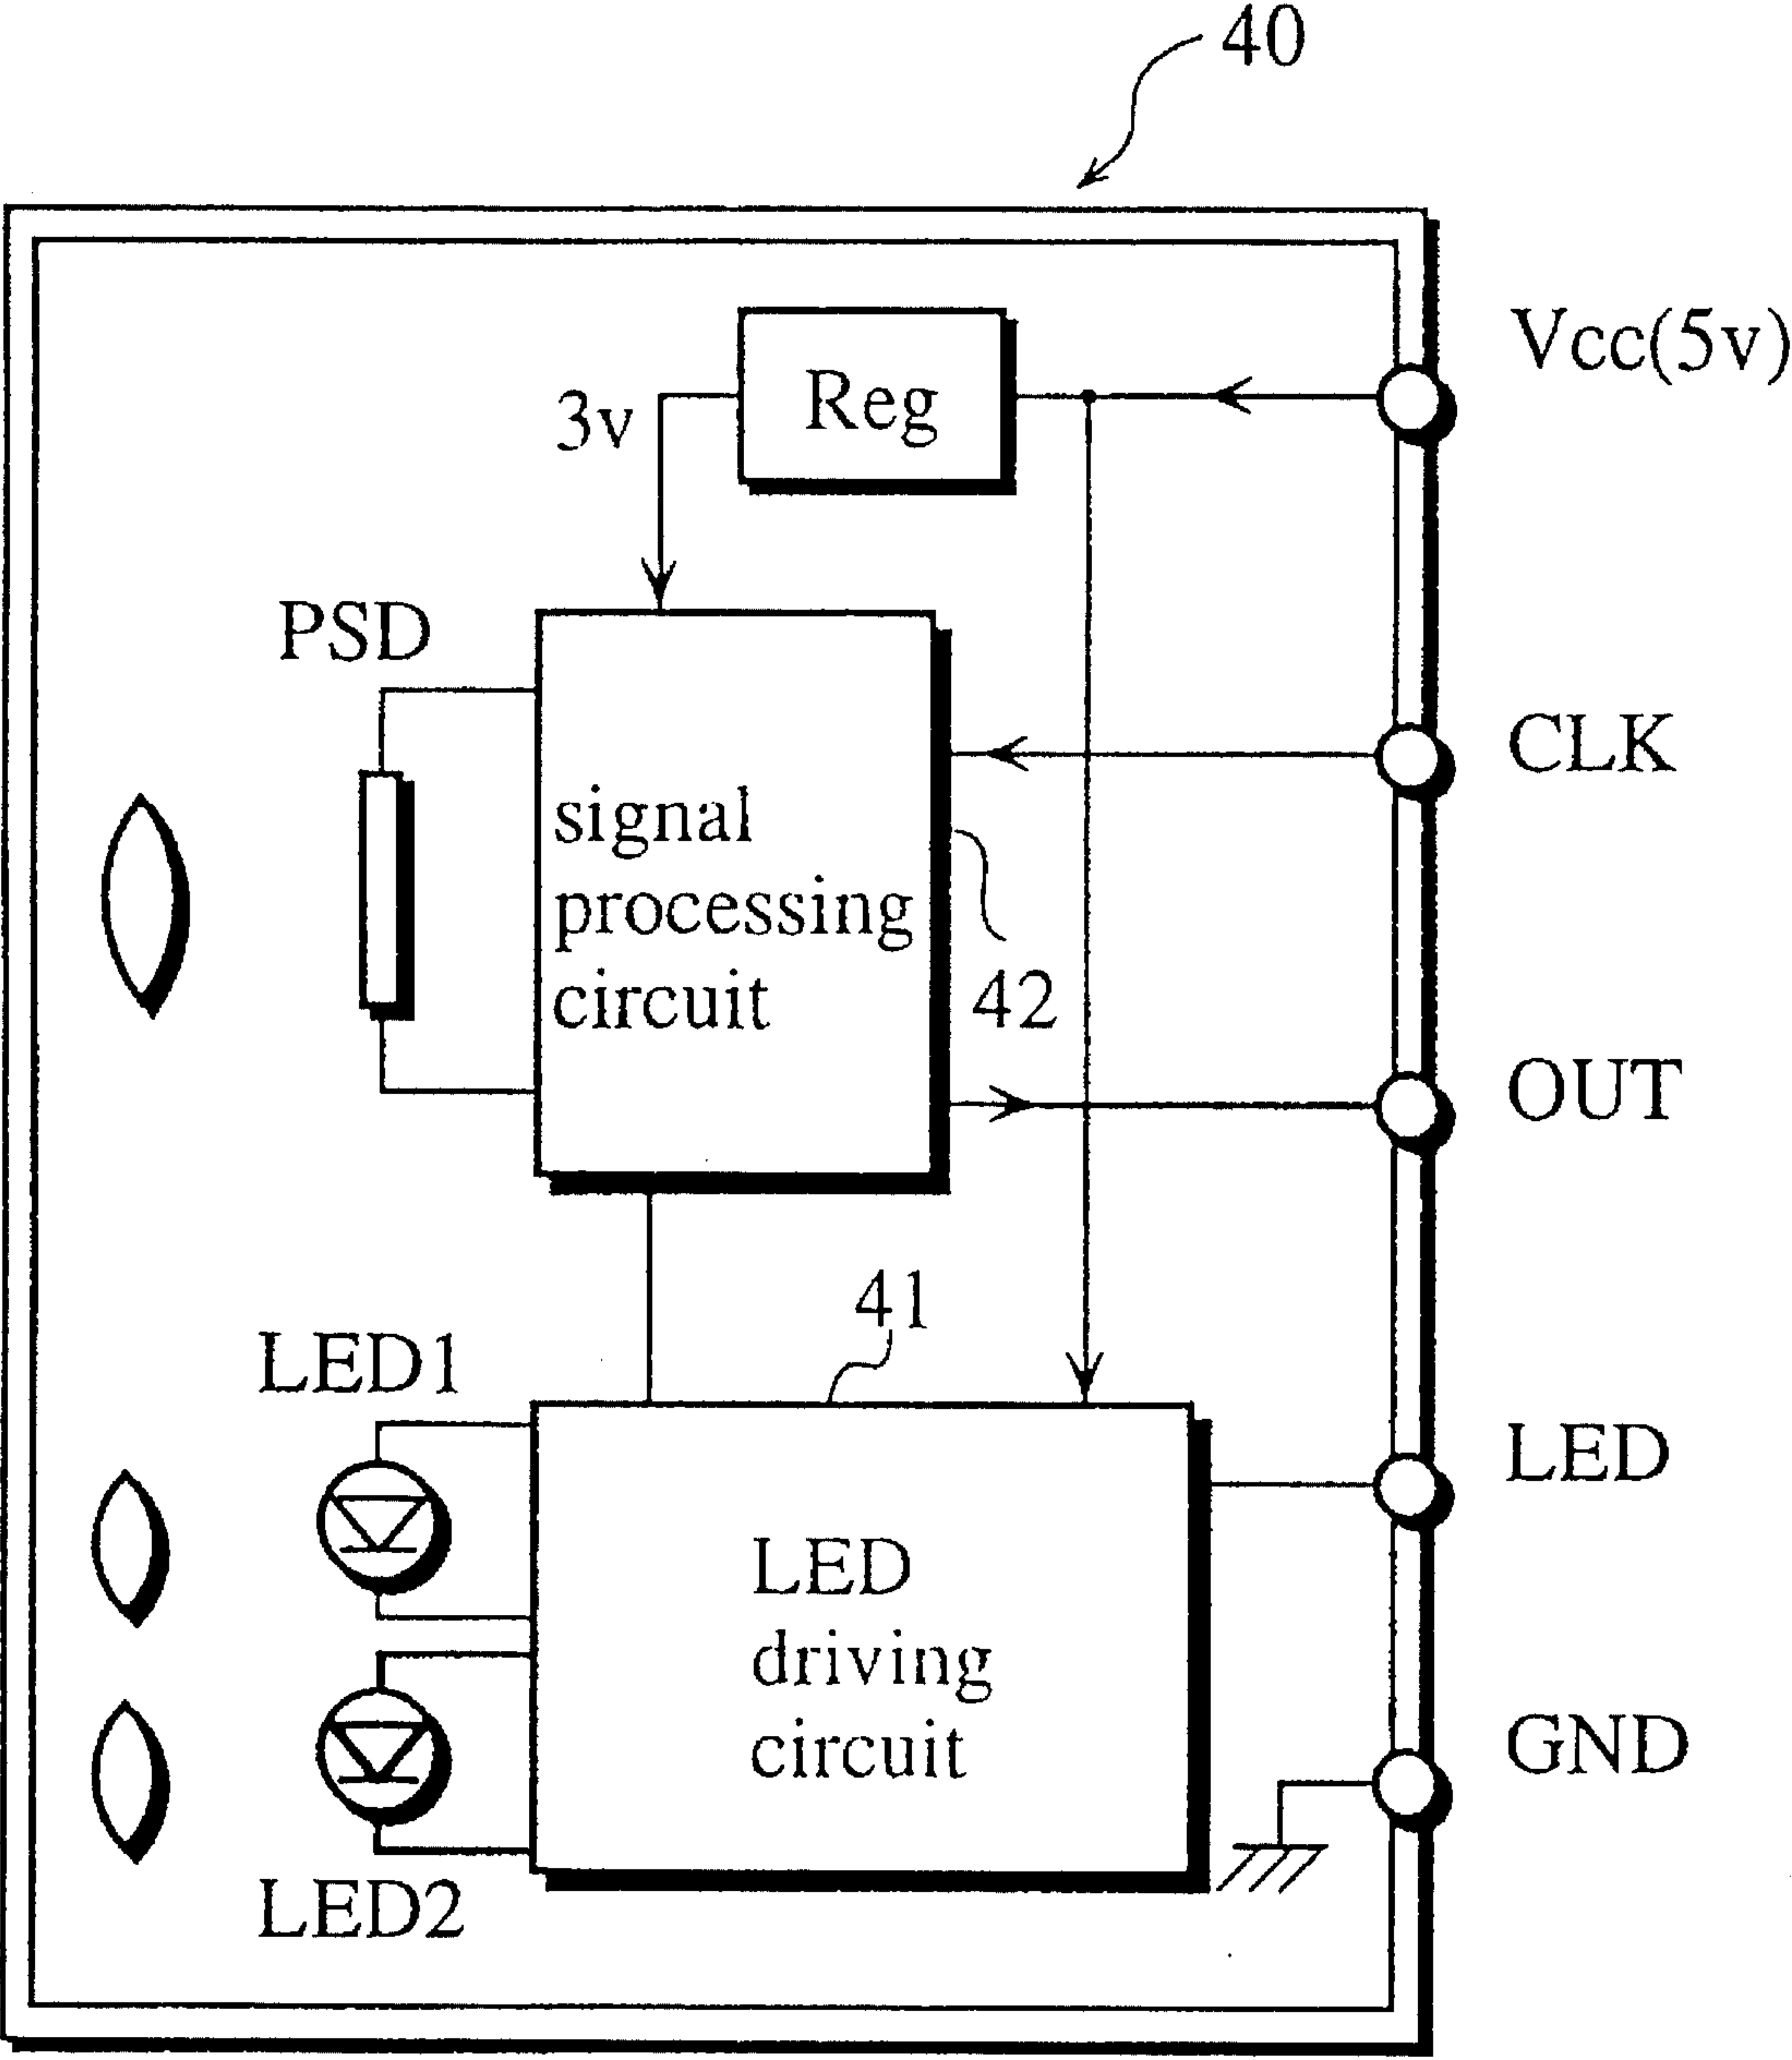 40
Vcc(5v)
Reg
3v
PSD
CLK
signal
processing
circuit
42
OUT
41
LED1
LED
LED
driving
circuit
GND
LED2